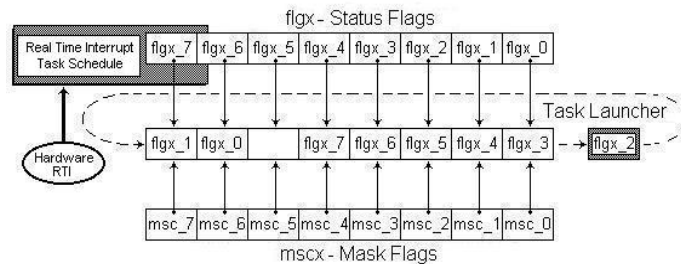 flgx - Status Flags
Real Time Interrupt
Task Schedule
flgx_7 flgx_6 flgx_5 flgx_4 flgx_3 flgx_2 flgx_1 flgx_0
Task Launcher
flgx_1 flgx_0 flgx_7 flgx_6 flgx_5 flgx_4 flgx_3 flgx_2
Hardware
RTI
msc_7 msc_6 msc_5 msc_4 msc_3 msc_2 msc_1 msc_0
mscx - Mask Flags